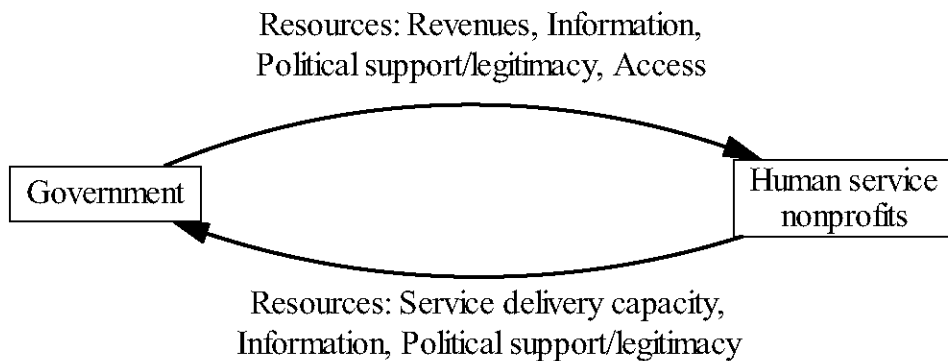 Resources: Revenues, Information,
Political support/legitimacy, Access
Government
Human service
nonprofits
Resources: Service delivery capacity,
Information, Political support/legitimacy